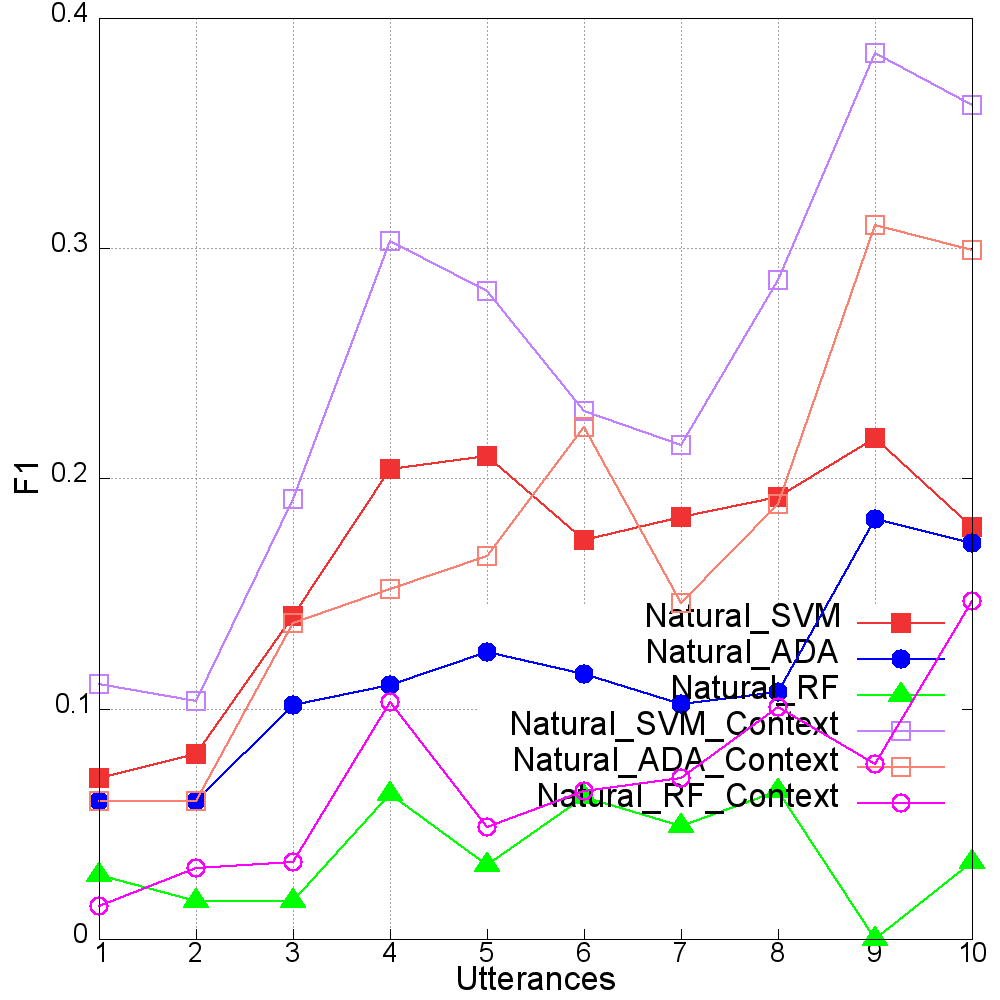 0.4
0.3
0.2
0.1
0
F1
Natural_SVM
Natural_ADA
Natural_RF
Natural_SVM_Context
Natural_ADA_Context
Natural_RF_Context
1 2 3 4 5 6 7 8 9 10
Utterances